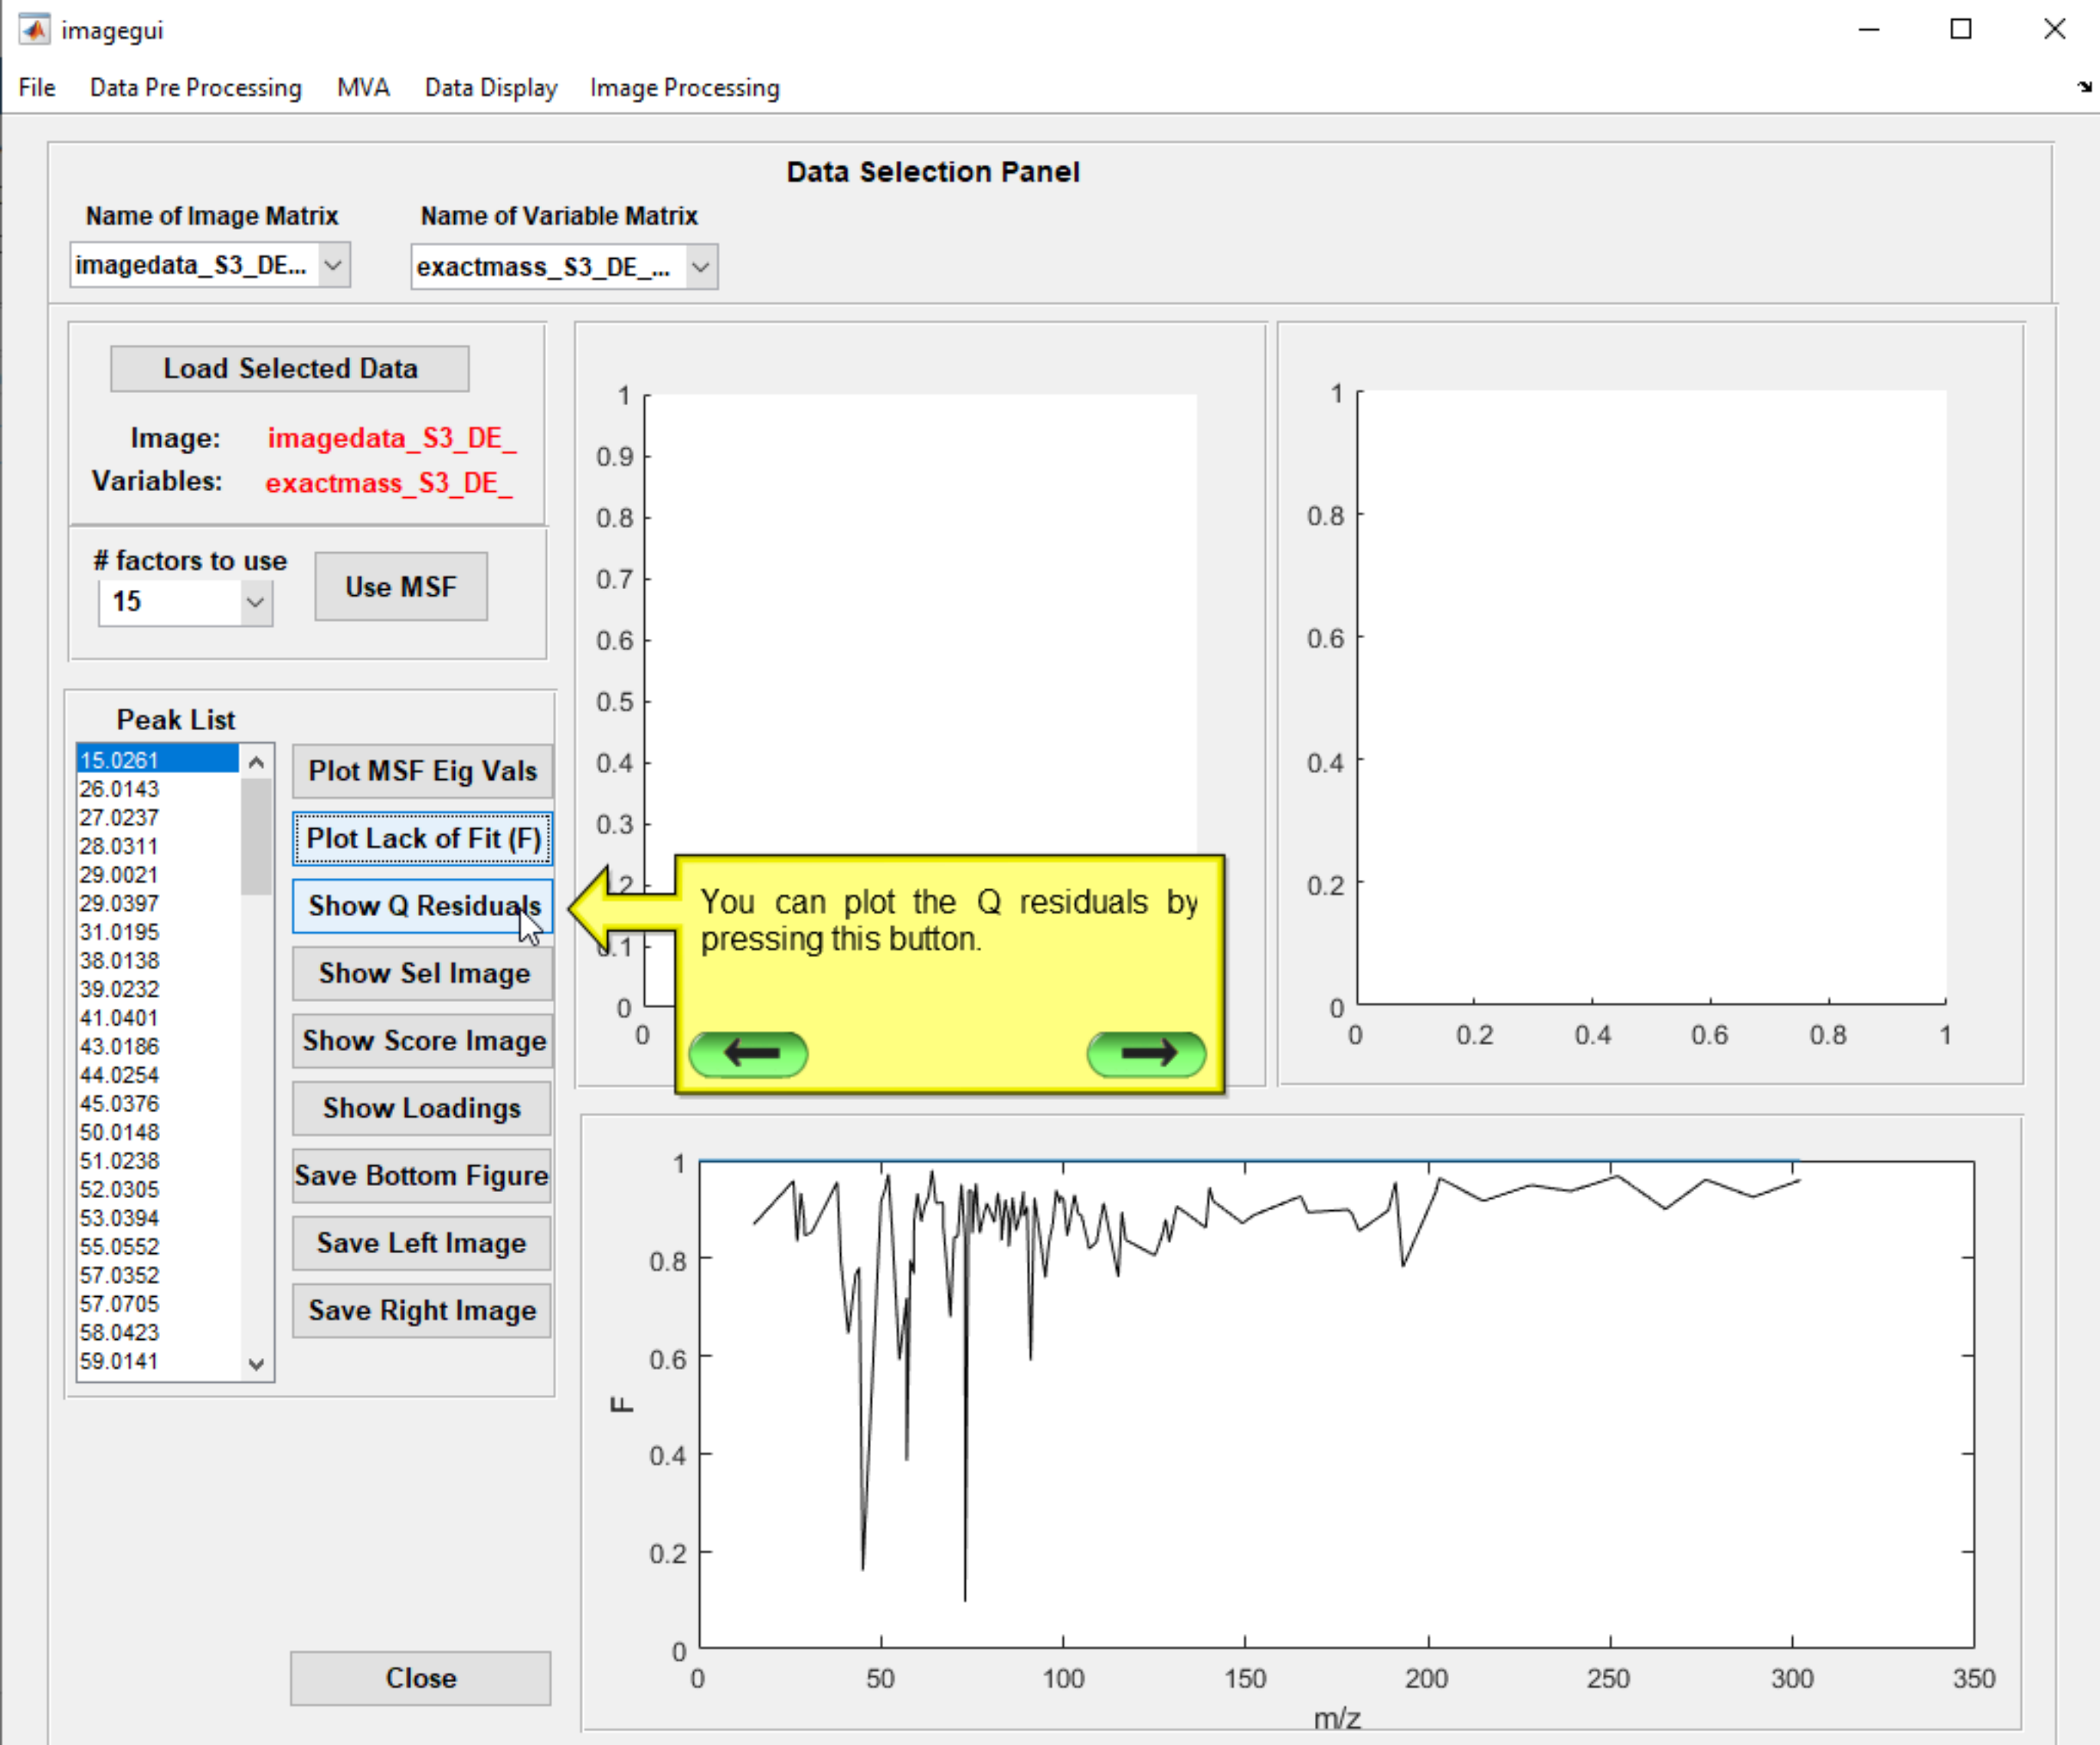 imagegui
File Data Pre Processing MVA Data Display Image Processing
Data Selection Panel
Name of Image Matrix Name of Variable Matrix
imagedata_S3_DE... exactmass_S3_DE_...
Load Selected Data
Image: imagedata_S3_DE_
Variables: exactmass_S3_DE_
# factors to use
15
Use MSF
Peak List
15.0261
26.0143
27.0237
28.0311
29.0021
29.0397
31.0195
38.0138
39.0232
41.0401
43.0186
44.0254
45.0376
50.0148
51.0238
52.0305
53.0394
55.0552
57.0352
57.0705
58.0423
59.0141
Plot MSF Eig Vals
Plot Lack of Fit (F)
Show Q Residuals
Show Sel Image
Show Score Image
Show Loadings
Save Bottom Figure
Save Left Image
Save Right Image
Close
1
0.9
0.8
0.7
0.6
0.5
0.4
0.3
0
0
You can plot the Q residuals by
pressing this button.
1
0.8
0.6
0.4
0.2
0
0 0.2 0.4 0.6 0.8 1
1
0.8
0.6
0.4
0.2
0
F
0 50 100 150 200 250 300 350
m/z